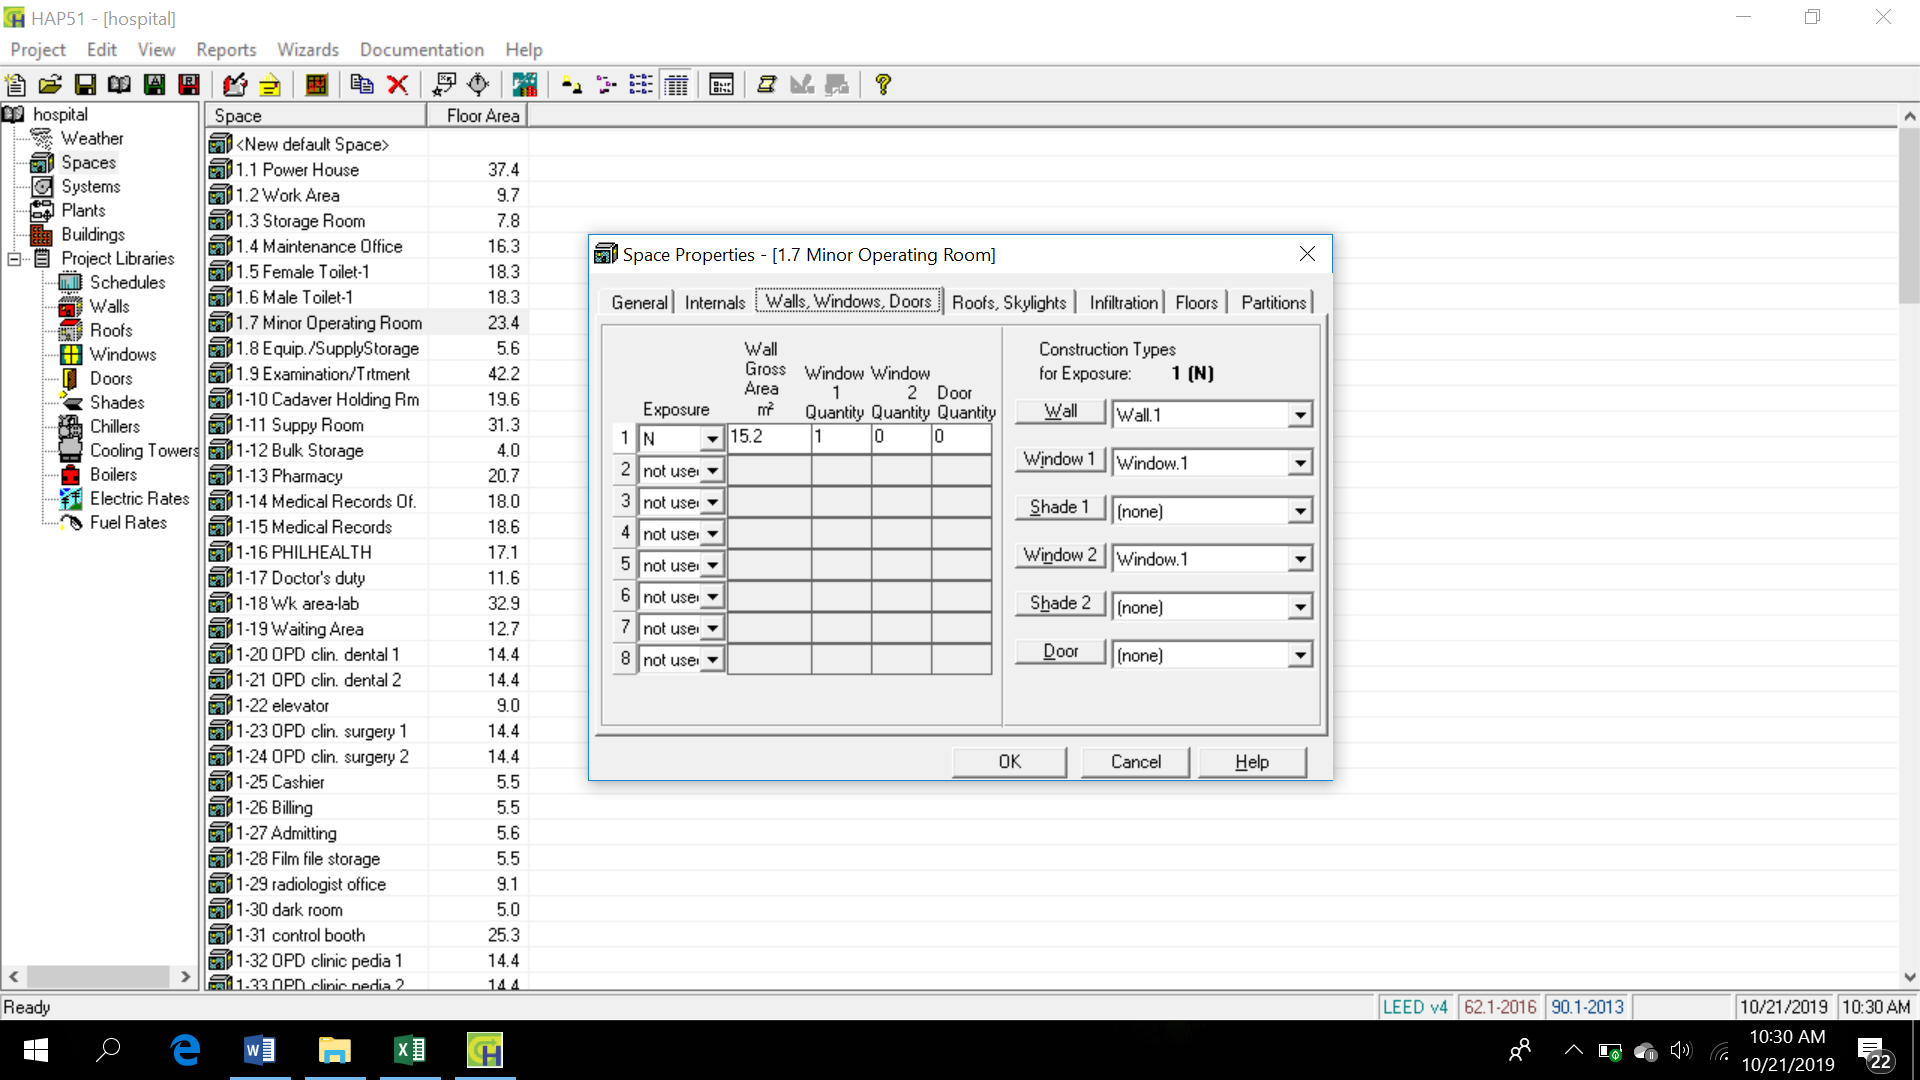 HAP51 - [hospital]
Project Edit View Reports Wizards Documentation Help
hospital
Weather
Spaces
Systems
Plants
Buildings
Project Libraries
Schedules
Walls
Roofs
Windows
Doors
Shades
Chillers
Cooling Towers
Boilers
Electric Rates
Fuel Rates
Space Floor Area
<New default Space>
1.1 Power House 37.4
1.2 Work Area 9.7
1.3 Storage Room 7.8
1.4 Maintenance Office 16.3
1.5 Female Toilet-1 18.3
1.6 Male Toilet-1 18.3
1.7 Minor Operating Room 23.4
1.8 Equip./SupplyStorage 5.6
1.9 Examination/Trtment 42.2
1-10 Cadaver Holding Rm 19.6
1-11 Suppy Room 31.3
1-12 Bulk Storage 4.0
1-13 Pharmacy 20.7
1-14 Medical Records Of. 18.0
1-15 Medical Records 18.6
1-16 PHILHEALTH 17.1
1-17 Doctor's duty 11.6
1-18 Wk area-lab 32.9
1-19 Waiting Area 12.7
1-20 OPD clin. dental 1 14.4
1-21 OPD clin. dental 2 14.4
1-22 elevator 9.0
1-23 OPD clin. surgery 1 14.4
1-24 OPD clin. surgery 2 14.4
1-25 Cashier 5.5
1-26 Billing 5.5
1-27 Admitting 5.6
1-28 Film file storage 5.5
1-29 radiologist office 9.1
1-30 dark room 5.0
1-31 control booth 25.3
1-32 OPD clinic pedia 1 14.4
1-33 OPD clinic pedia 2 14.4
Space Properties - [1.7 Minor Operating Room]
General Internals Walls, Windows, Doors Roofs, Skylights Infiltration Floors Partitions
Exposure
Wall
Gross
Area
m²
Window
1
Quantity
Window
2
Quantity
Door
Quantity
1 N 15.2 1 0 0
2 not use
3 not use
4 not use
5 not use
6 not use
7 not use
8 not use
Construction Types
for Exposure: 1 (N)
Wall Wall.1
Window 1 Window.1
Shade 1 (none)
Window 2 Window.1
Shade 2 (none)
Door (none)
OK Cancel Help
Ready LEED v4 62.1-2016 90.1-2013 10/21/2019 10:30 AM
10:30 AM
10/21/2019
22